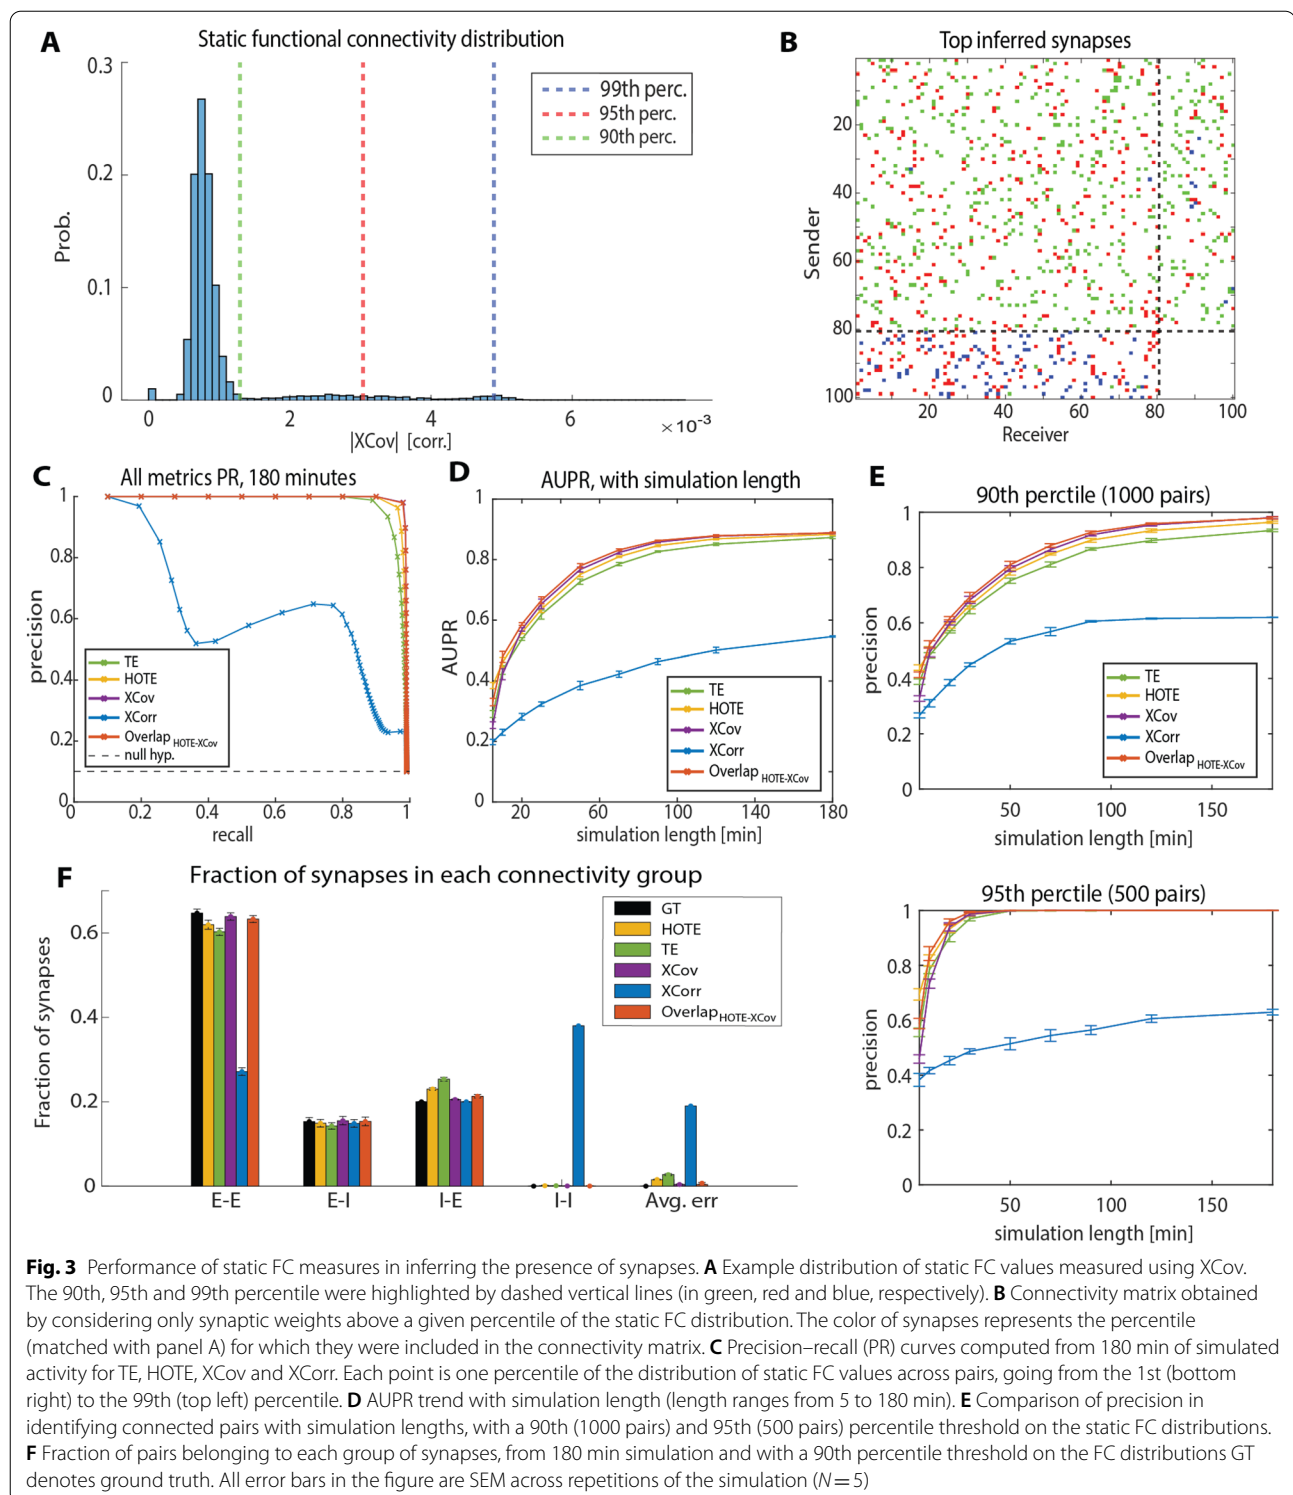 A
Static functional connectivity distribution
0.3
0.2
0.1
0
Prob.
99th perc.
95th perc.
90th perc.
0
2
4
6
×10⁻³
|XCov| [corr.]
B
Top inferred synapses
20
40
60
80
100
Sender
20
40
60
80
100
Receiver
C
All metrics PR, 180 minutes
1
0.8
0.6
0.4
0.2
0
precision
TE
HOTE
XCov
XCorr
Overlap HOTE-XCov
null hyp.
0
0.2
0.4
0.6
0.8
1
recall
D
AUPR, with simulation length
1
0.8
0.6
0.4
0.2
0
AUPR
TE
HOTE
XCov
XCorr
Overlap HOTE-XCov
20
60
100
140
180
simulation length [min]
E
90th perctile (1000 pairs)
1
0.8
0.6
0.4
0.2
0
precision
TE
HOTE
XCov
XCorr
Overlap HOTE-XCov
50
100
150
simulation length [min]
95th perctile (500 pairs)
1
0.8
0.6
0.4
0.2
0
precision
50
100
150
simulation length [min]
F
Fraction of synapses in each connectivity group
0.6
0.4
0.2
0
Fraction of synapses
GT
HOTE
TE
XCov
XCorr
Overlap HOTE-XCov
E-E
E-I
I-E
I-I
Avg. err
Fig. 3 Performance of static FC measures in inferring the presence of synapses. A Example distribution of static FC values measured using XCov.
The 90th, 95th and 99th percentile were highlighted by dashed vertical lines (in green, red and blue, respectively). B Connectivity matrix obtained
by considering only synaptic weights above a given percentile of the static FC distribution. The color of synapses represents the percentile
(matched with panel A) for which they were included in the connectivity matrix. C Precision–recall (PR) curves computed from 180 min of simulated
activity for TE, HOTE, XCov and XCorr. Each point is one percentile of the distribution of static FC values across pairs, going from the 1st (bottom
right) to the 99th (top left) percentile. D AUPR trend with simulation length (length ranges from 5 to 180 min). E Comparison of precision in
identifying connected pairs with simulation lengths, with a 90th (1000 pairs) and 95th (500 pairs) percentile threshold on the static FC distributions.
F Fraction of pairs belonging to each group of synapses, from 180 min simulation and with a 90th percentile threshold on the FC distributions GT
denotes ground truth. All error bars in the figure are SEM across repetitions of the simulation (N = 5)